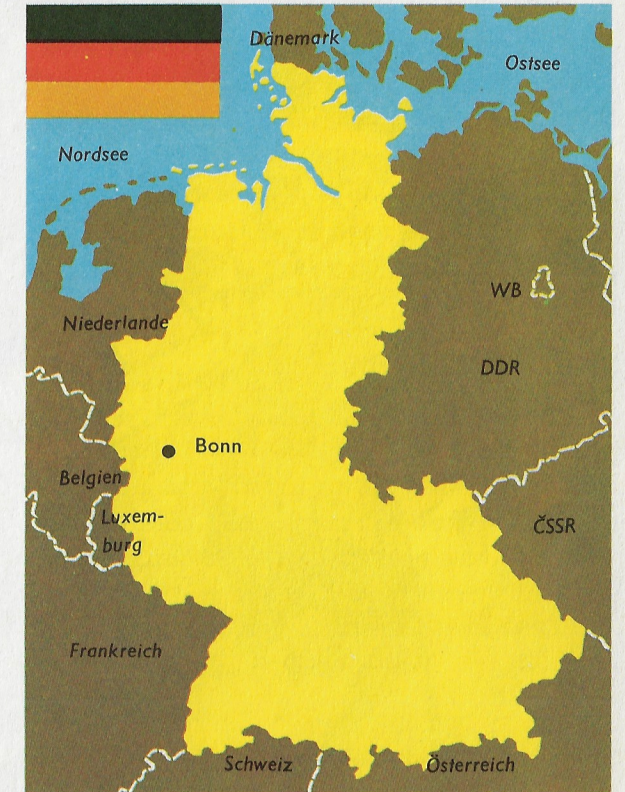 Dänemark
Ostsee
Nordsee
WB
Niederlande
DDR
Bonn
Belgien
Luxem-
burg
ČSSR
Frankreich
Schweiz
Österreich